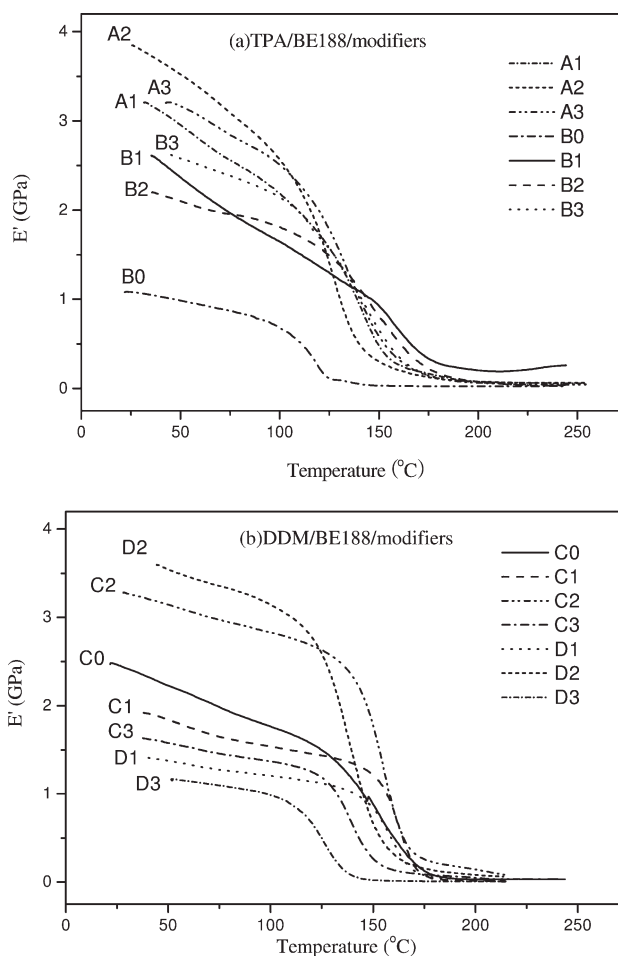 (a)TPA/BE188/modifiers
E' (GPa)
4
3
2
1
0
A2
A3
A1
B3
B1
B2
B0
A1
A2
A3
B0
B1
B2
B3
0
50
100
150
200
250
Temperature (°C)
(b)DDM/BE188/modifiers
E' (GPa)
4
3
2
1
0
D2
C2
C0
C1
C3
D1
D3
C0
C1
C2
C3
D1
D2
D3
0
50
100
150
200
250
Temperature (°C)